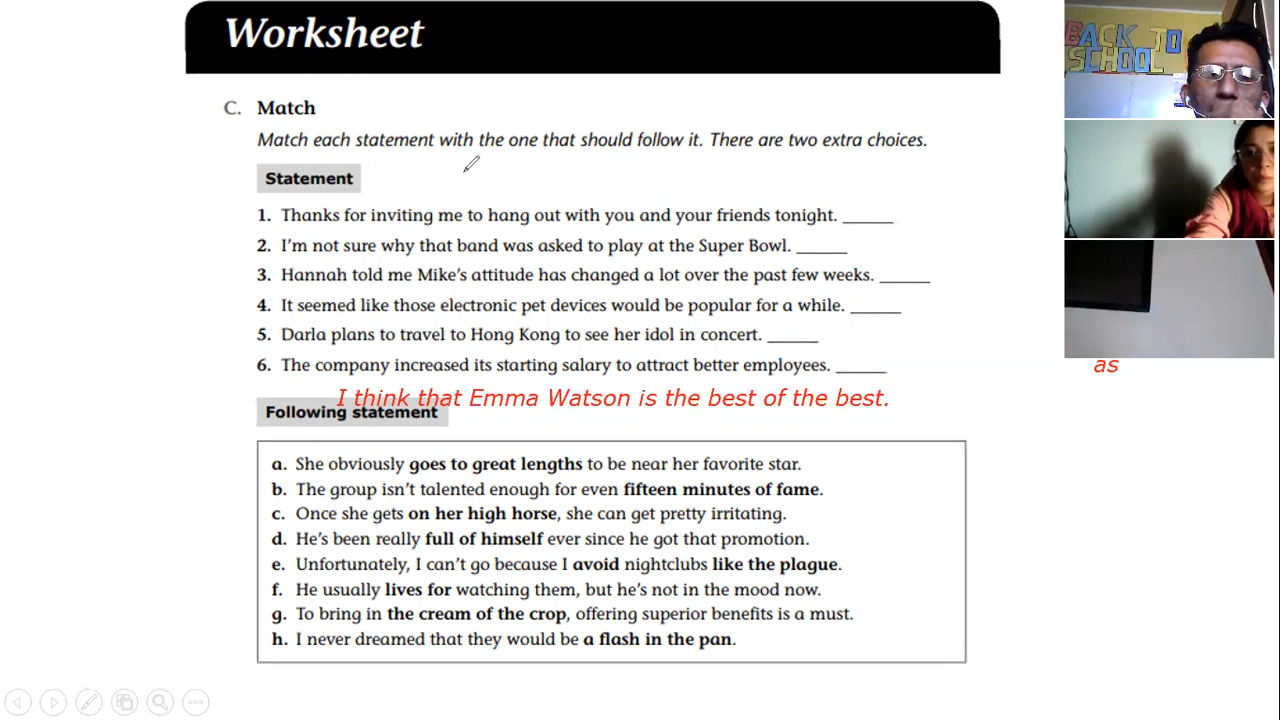 Worksheet
BACK TO
SCHOOL
C. Match
Match each statement with the one that should follow it. There are two extra choices.
Statement
1. Thanks for inviting me to hang out with you and your friends tonight. ______
2. I'm not sure why that band was asked to play at the Super Bowl. ______
3. Hannah told me Mike's attitude has changed a lot over the past few weeks. ______
4. It seemed like those electronic pet devices would be popular for a while. ______
5. Darla plans to travel to Hong Kong to see her idol in concert. ______
6. The company increased its starting salary to attract better employees. ______
as
I think that Emma Watson is the best of the best.
Following statement
a. She obviously goes to great lengths to be near her favorite star.
b. The group isn't talented enough for even fifteen minutes of fame.
c. Once she gets on her high horse, she can get pretty irritating.
d. He's been really full of himself ever since he got that promotion.
e. Unfortunately, I can't go because I avoid nightclubs like the plague.
f. He usually lives for watching them, but he's not in the mood now.
g. To bring in the cream of the crop, offering superior benefits is a must.
h. I never dreamed that they would be a flash in the pan.